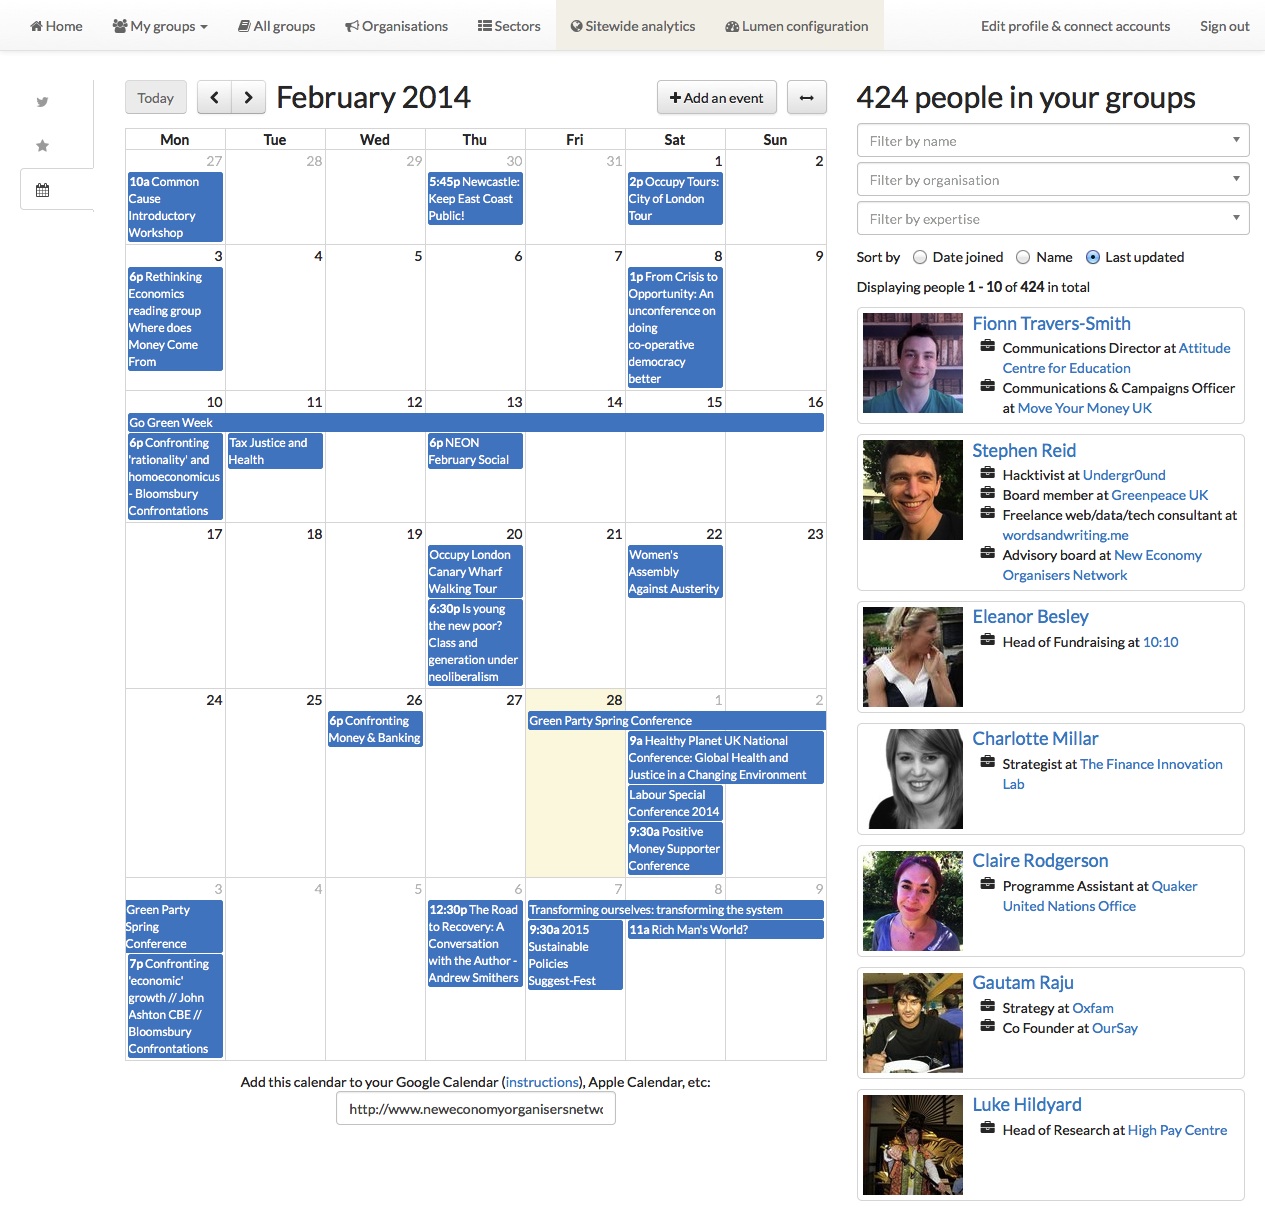 Home My groups All groups Organisations Sectors Sitewide analytics Lumen configuration Edit profile & connect accounts Sign out
Today February 2014 Add an event
Mon Tue Wed Thu Fri Sat Sun
27 28 29 30 31 1 2
10a Common
Cause
Introductory
Workshop
5:45p Newcastle:
Keep East Coast
Public!
2p Occupy Tours:
City of London
Tour
3 4 5 6 7 8 9
6p Rethinking
Economics
reading group
Where does
Money Come
From
1p From Crisis to
Opportunity: An
unconference on
doing
co-operative
democracy
better
10 11 12 13 14 15 16
Go Green Week
6p Confronting
'rationality' and
homoeconomicus
- Bloomsbury
Confrontations
Tax Justice and
Health
6p NEON
February Social
17 18 19 20 21 22 23
Occupy London
Canary Wharf
Walking Tour
6:30p Is young
the new poor?
Class and
generation under
neoliberalism
Women's
Assembly
Against Austerity
24 25 26 27 28 1 2
6p Confronting
Money & Banking
Green Party Spring Conference
9a Healthy Planet UK National
Conference: Global Health and
Justice in a Changing Environment
Labour Special
Conference 2014
9:30a Positive
Money Supporter
Conference
3 4 5 6 7 8 9
Green Party
Spring
Conference
7p Confronting
'economic'
growth // John
Ashton CBE //
Bloomsbury
Confrontations
12:30p The Road
to Recovery: A
Conversation
with the Author -
Andrew Smithers
Transforming ourselves: transforming the system
9:30a 2015
Sustainable
Policies
Suggest-Fest
11a Rich Man's World?
Add this calendar to your Google Calendar (instructions), Apple Calendar, etc:
http://www.neweconomyorganisersnetwo
424 people in your groups
Filter by name
Filter by organisation
Filter by expertise
Sort by Date joined Name Last updated
Displaying people 1 - 10 of 424 in total
Fionn Travers-Smith
Communications Director at Attitude
Centre for Education
Communications & Campaigns Officer
at Move Your Money UK
Stephen Reid
Hacktivist at Undergr0und
Board member at Greenpeace UK
Freelance web/data/tech consultant at
wordsandwriting.me
Advisory board at New Economy
Organisers Network
Eleanor Besley
Head of Fundraising at 10:10
Charlotte Millar
Strategist at The Finance Innovation
Lab
Claire Rodgerson
Programme Assistant at Quaker
United Nations Office
Gautam Raju
Strategy at Oxfam
Co Founder at OurSay
Luke Hildyard
Head of Research at High Pay Centre